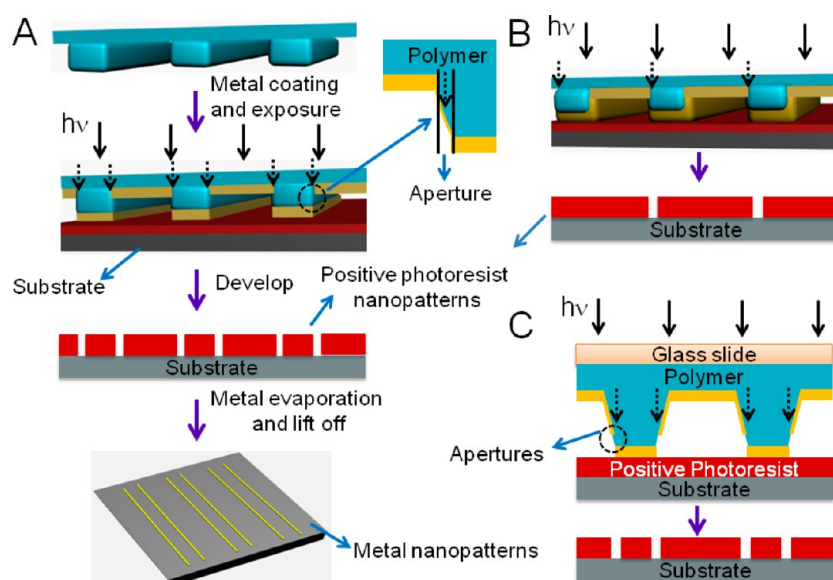 A
Metal coating
and exposure
hν
Polymer
Aperture
Substrate
Develop
Positive photoresist
nanopatterns
Substrate
Metal evaporation
and lift off
Metal nanopatterns
B
hν
Substrate
C
hν
Glass slide
Polymer
Apertures
Positive Photoresist
Substrate
Substrate